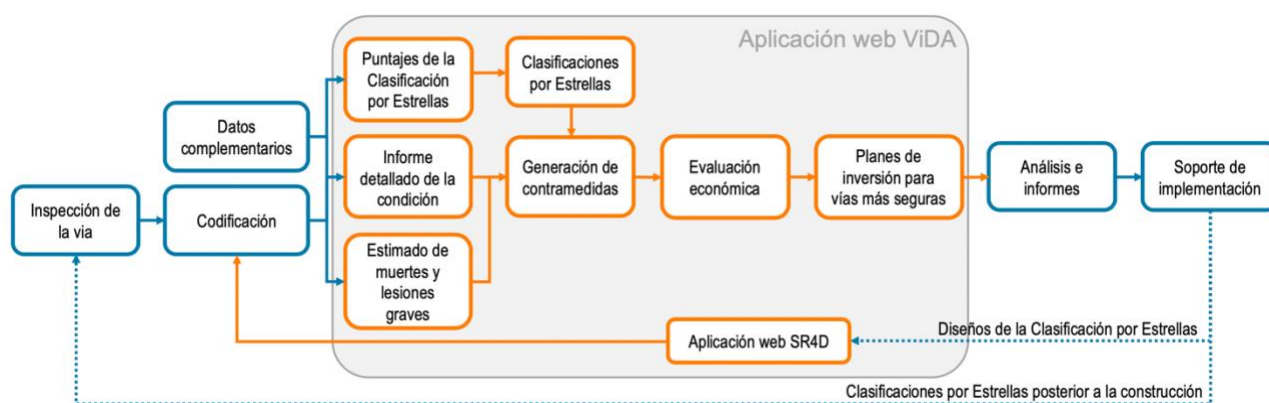 Aplicación web ViDA
Puntajes de la
Clasificación
por Estrellas
Clasificaciones
por Estrellas
Datos
complementarios
Informe
detallado de la
condición
Generación de
contramedidas
Evaluación
económica
Planes de
inversión para
vías más seguras
Análisis e
informes
Soporte de
implementación
Inspección de
la via
Codificación
Estimado de
muertes y
lesiones
graves
Aplicación web SR4D
Diseños de la Clasificación por Estrellas
Clasificaciones por Estrellas posterior a la construcción